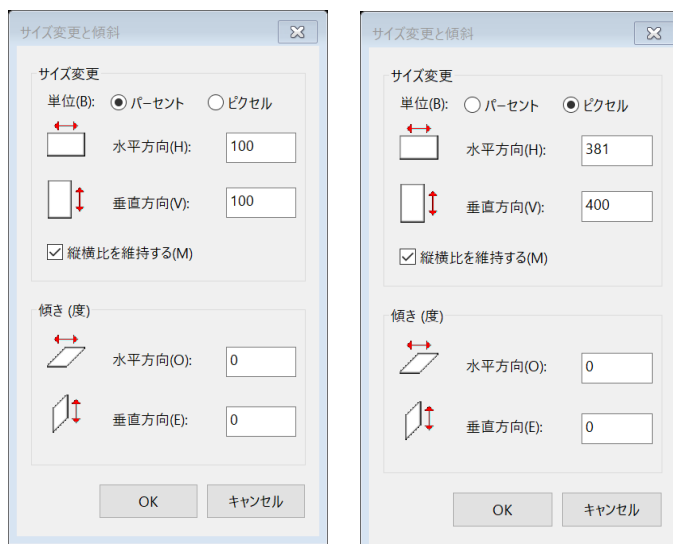 サイズ変更と傾斜
サイズ変更
単位(B): パーセント ピクセル
水平方向(H): 100
垂直方向(V): 100
縦横比を維持する(M)
傾き (度)
水平方向(O): 0
垂直方向(E): 0
OK キャンセル
サイズ変更と傾斜
サイズ変更
単位(B): パーセント ピクセル
水平方向(H): 381
垂直方向(V): 400
縦横比を維持する(M)
傾き (度)
水平方向(O): 0
垂直方向(E): 0
OK キャンセル